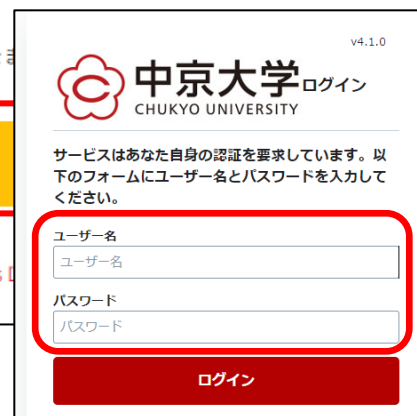 v4.1.0
中京大学ログイン
CHUKYO UNIVERSITY
サービスはあなた自身の認証を要求しています。以
下のフォームにユーザー名とパスワードを入力して
ください。
ユーザー名
ユーザー名
パスワード
パスワード
ログイン